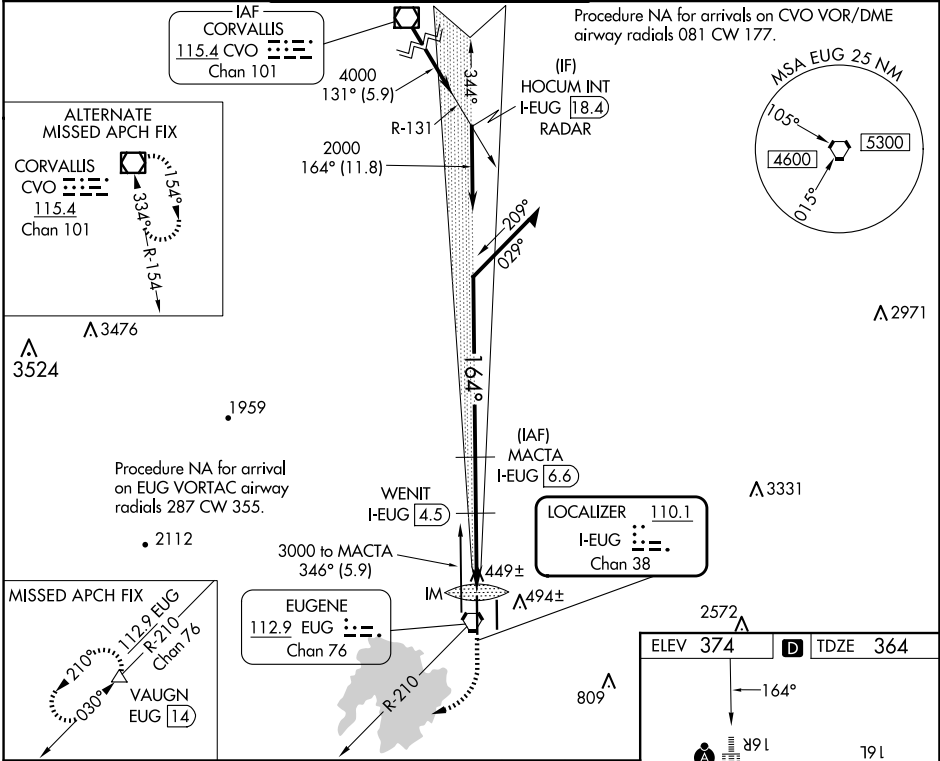 IAF
CORVALLIS
115.4 CVO
Chan 101
Procedure NA for arrivals on CVO VOR/DME
airway radials 081 CW 177.
4000
131° (5.9)
R-131
344°
(IF)
HOCUM INT
I-EUG 18.4
RADAR
2000
164° (11.8)
MSA EUG 25 NM
105°
4600
5300
015°
ALTERNATE
MISSED APCH FIX
CORVALLIS
CVO
115.4
Chan 101
154°
334°
R-154
209°
029°
3476
3524
2971
164°
1959
(IAF)
MACTA
I-EUG 6.6
Procedure NA for arrival
on EUG VORTAC airway
radials 287 CW 355.
WENIT
I-EUG 4.5
3331
2112
LOCALIZER 110.1
I-EUG
Chan 38
3000 to MACTA
346° (5.9)
449±
IM
494±
MISSED APCH FIX
112.9 EUG
R-210
Chan 76
210°
030°
VAUGN
EUG 14
EUGENE
112.9 EUG
Chan 76
R-210
2572
809
ELEV 374
D
TDZE 364
164°
A
16R
16L